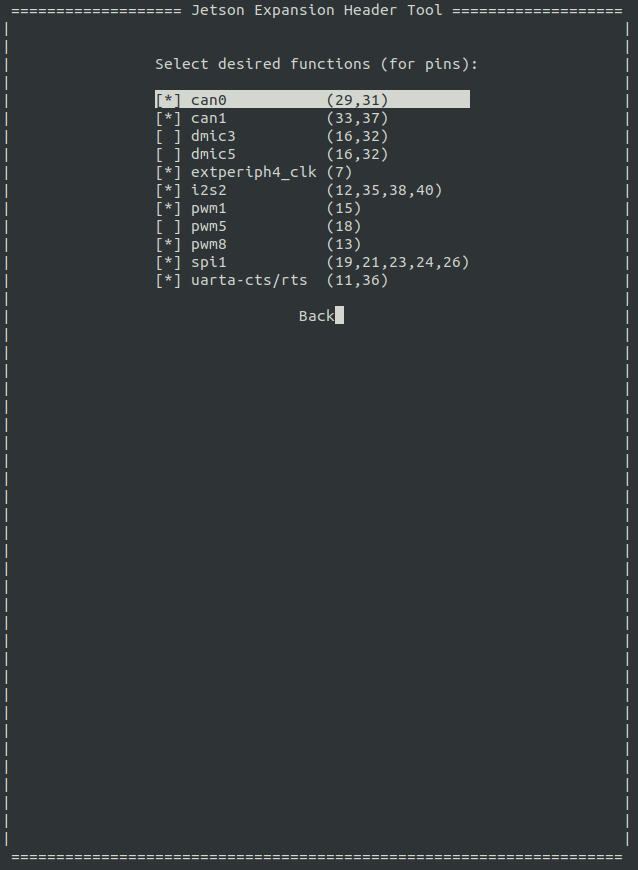 =================== Jetson Expansion Header Tool ===================
Select desired functions (for pins):
[*] can0 (29,31)
[*] can1 (33,37)
[ ] dmic3 (16,32)
[ ] dmic5 (16,32)
[*] extperiph4_clk (7)
[*] i2s2 (12,35,38,40)
[*] pwm1 (15)
[ ] pwm5 (18)
[*] pwm8 (13)
[*] spi1 (19,21,23,24,26)
[*] uarta-cts/rts (11,36)
Back
====================================================================